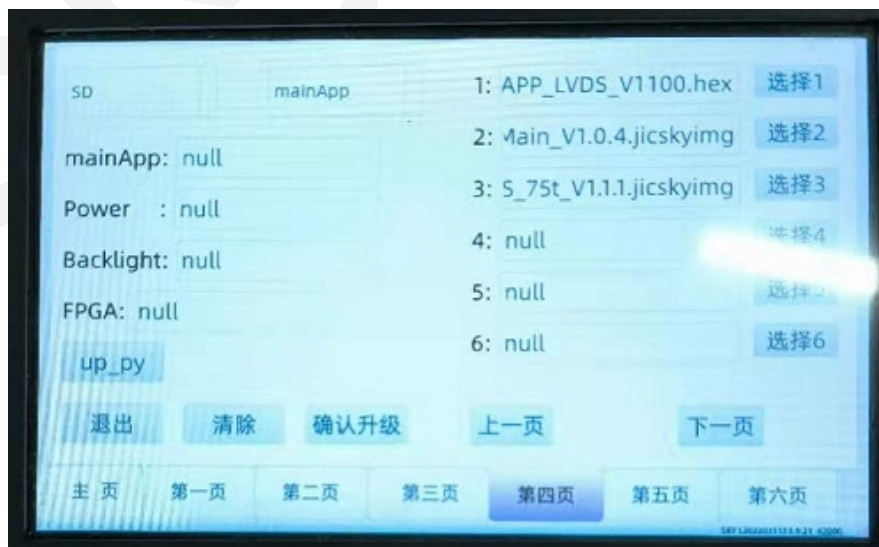 SD
mainApp
1: APP_LVDS_V1100.hex 选择1
2: Main_V1.0.4.jicskyimg 选择2
mainApp: null
3: S_75t_V1.1.1.jicskyimg 选择3
Power : null
4: null 选择4
Backlight: null
5: null
FPGA: null
6: null 选择6
up_py
退出 清除 确认升级 上一页 下一页
主 页 第一页 第二页 第三页 第四页 第五页 第六页